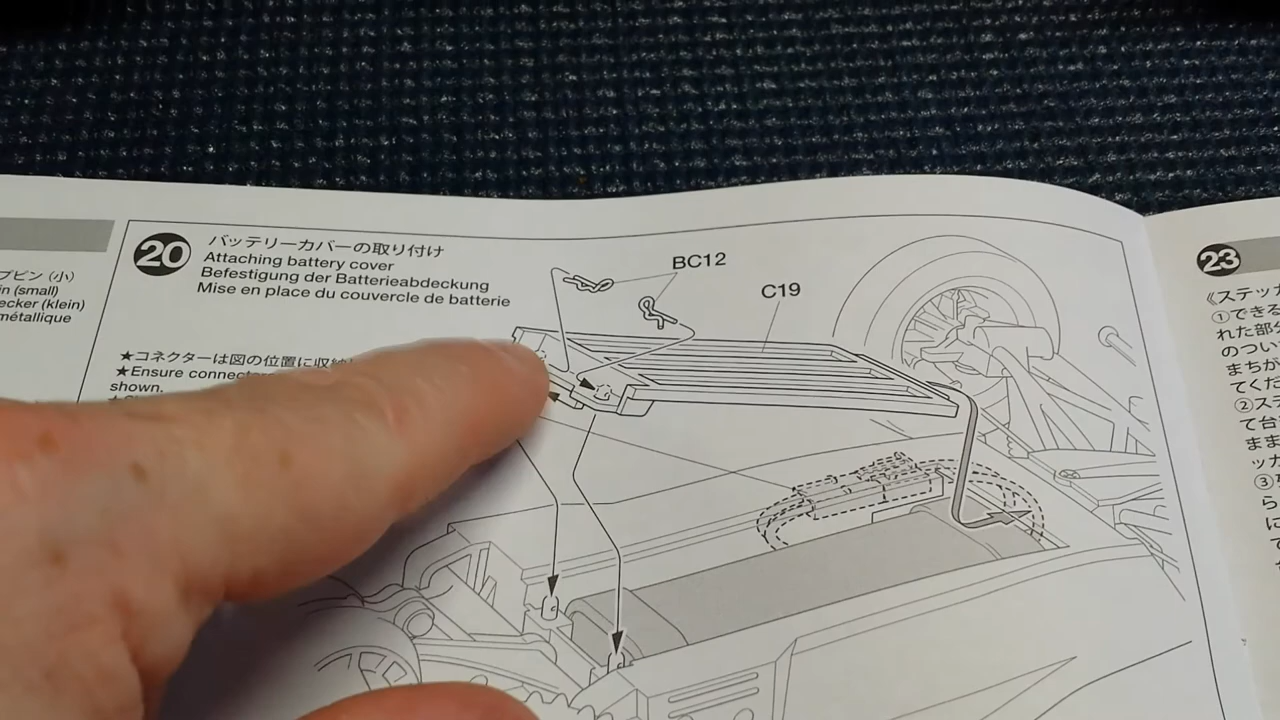 プピン (小)
in (small)
ecker (klein)
métallique
20
バッテリーカバーの取り付け
Attaching battery cover
Befestigung der Batterieabdeckung
Mise en place du couvercle de batterie
★コネクターは図の位置に収納
★Ensure
shown.
BC12
C19
23
《ステッカ
①できる
れた部分
のついて
まちが
てくだ
②ステ
て台
まま
ッカ
③
ら
に